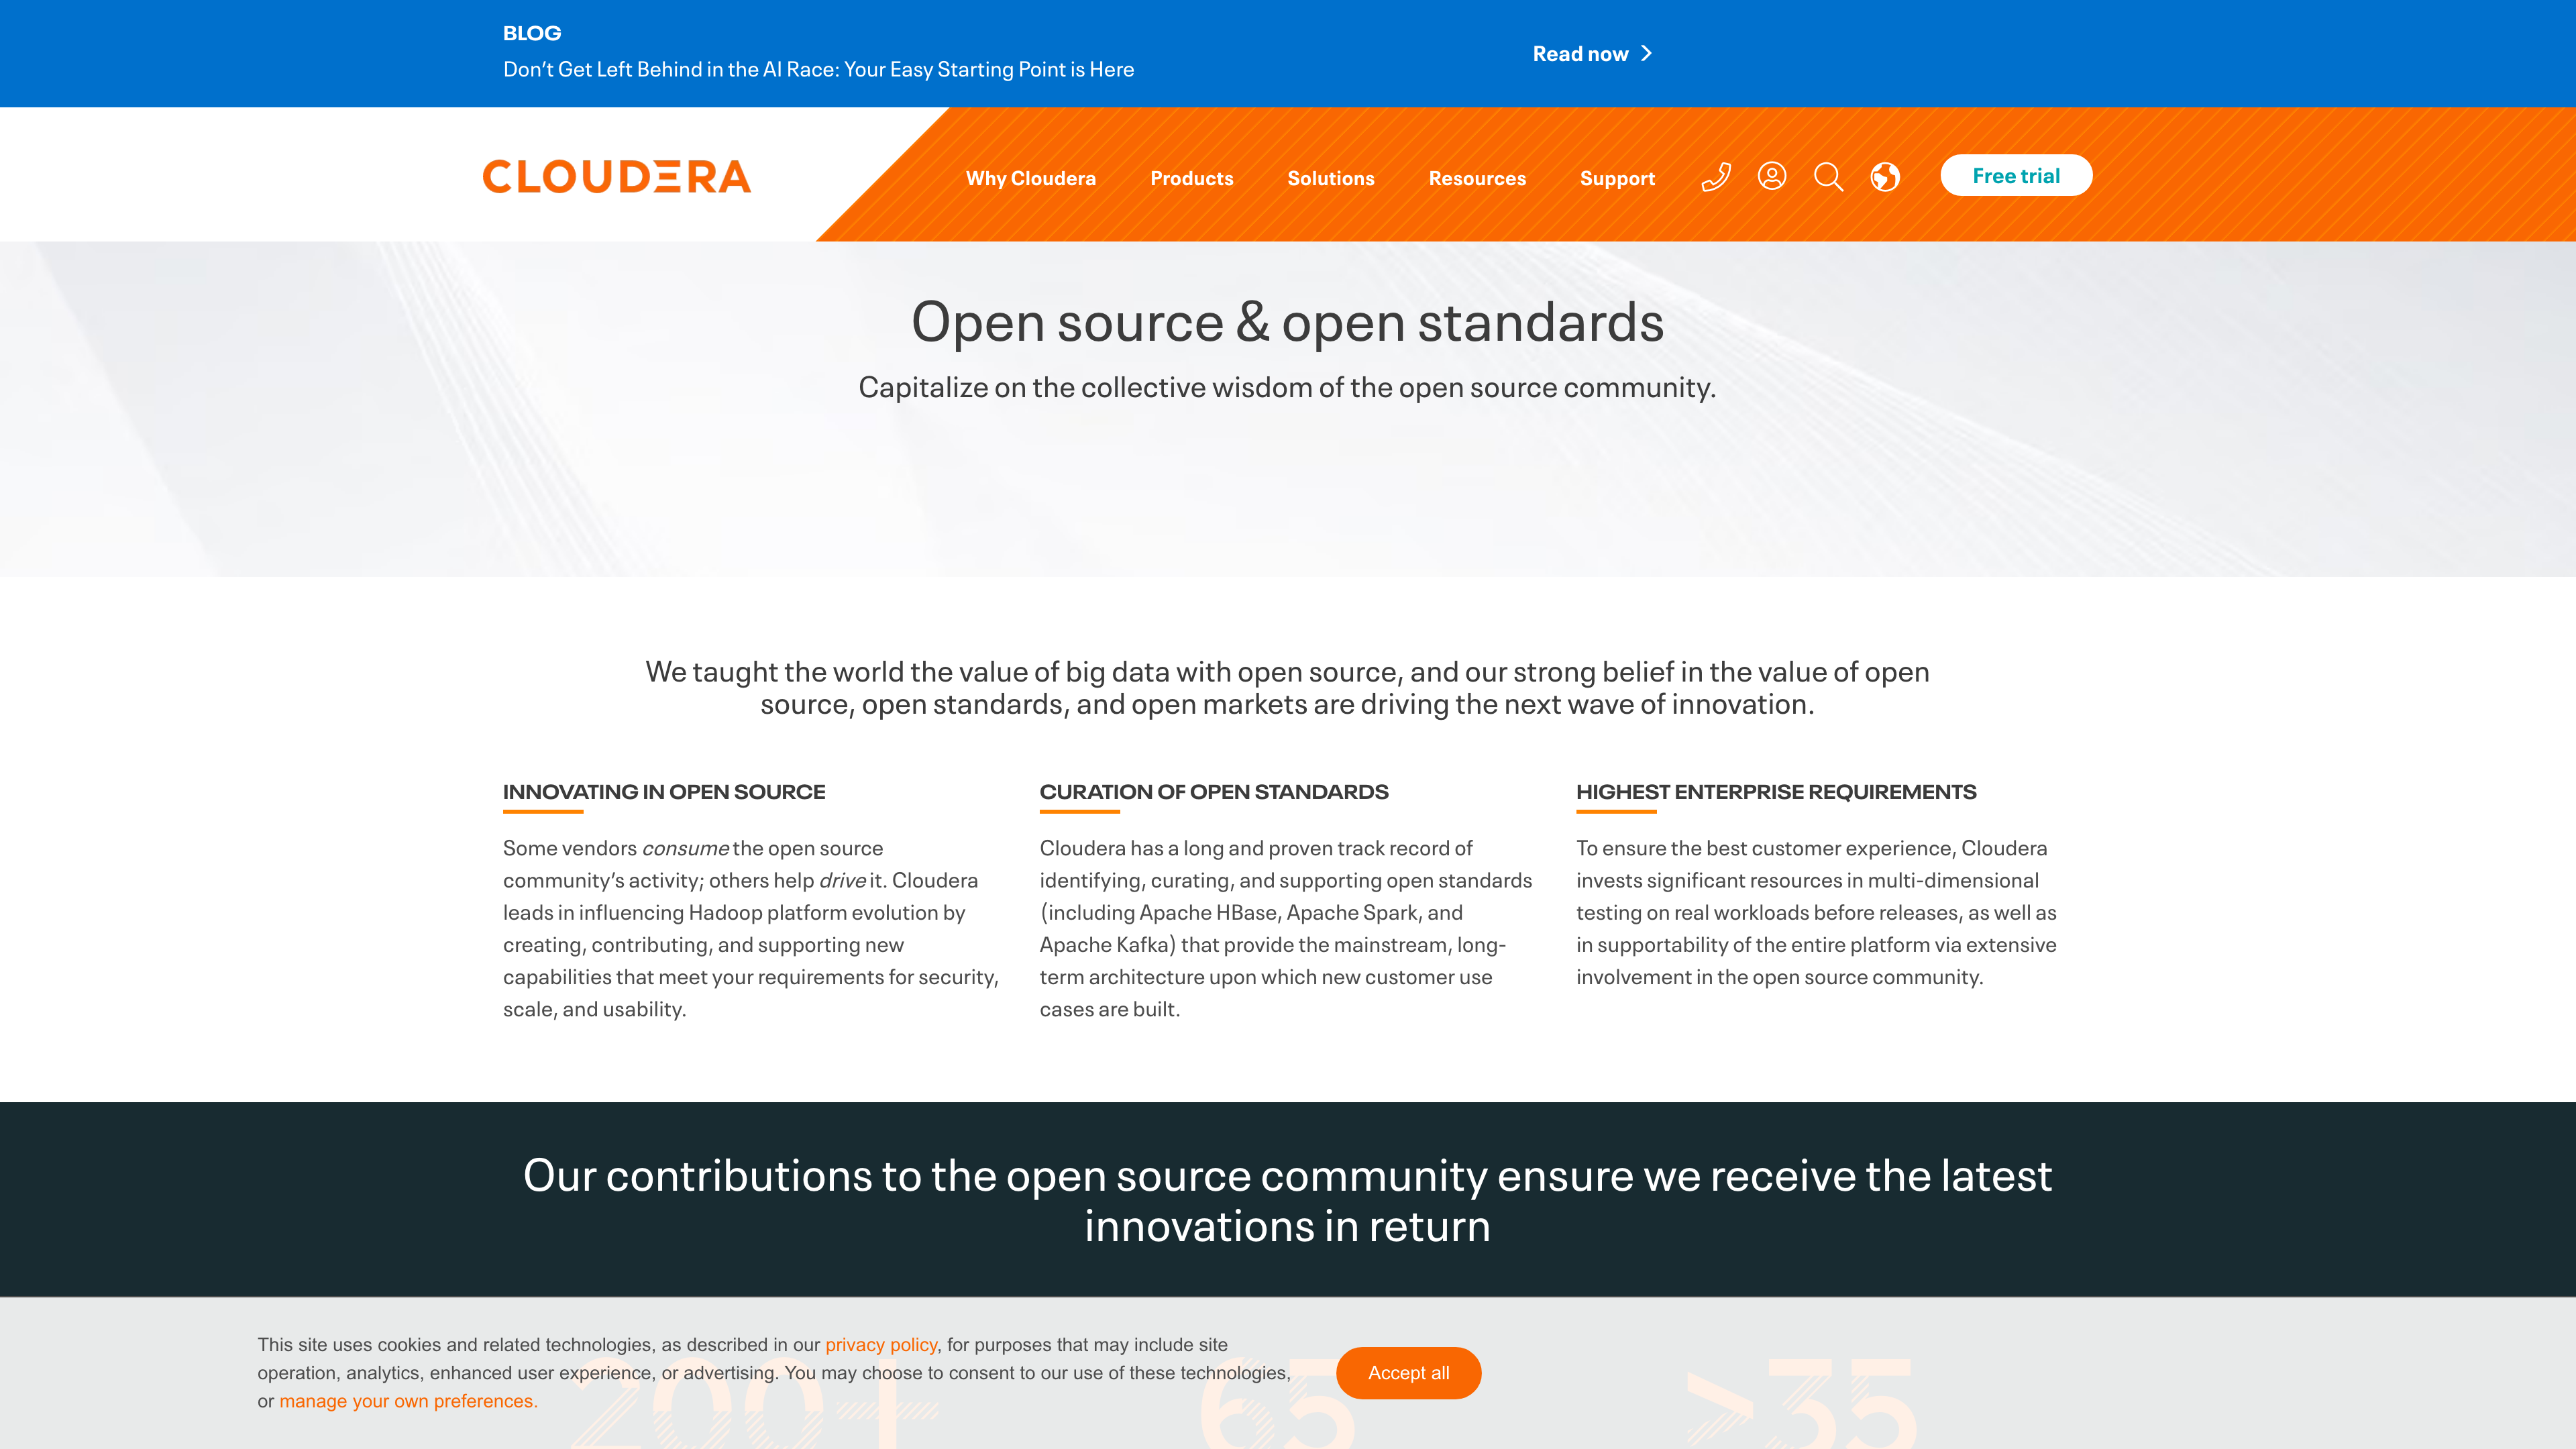 BLOG
Don’t Get Left Behind in the AI Race: Your Easy Starting Point is Here
Read now
CLOUDERA
Why Cloudera
Products
Solutions
Resources
Support
Free trial
Open source & open standards
Capitalize on the collective wisdom of the open source community.
We taught the world the value of big data with open source, and our strong belief in the value of open
source, open standards, and open markets are driving the next wave of innovation.
INNOVATING IN OPEN SOURCE
Some vendors consume the open source
community’s activity; others help drive it. Cloudera
leads in influencing Hadoop platform evolution by
creating, contributing, and supporting new
capabilities that meet your requirements for security,
scale, and usability.
CURATION OF OPEN STANDARDS
Cloudera has a long and proven track record of
identifying, curating, and supporting open standards
(including Apache HBase, Apache Spark, and
Apache Kafka) that provide the mainstream, long-
term architecture upon which new customer use
cases are built.
HIGHEST ENTERPRISE REQUIREMENTS
To ensure the best customer experience, Cloudera
invests significant resources in multi-dimensional
testing on real workloads before releases, as well as
in supportability of the entire platform via extensive
involvement in the open source community.
Our contributions to the open source community ensure we receive the latest
innovations in return
This site uses cookies and related technologies, as described in our privacy policy, for purposes that may include site
operation, analytics, enhanced user experience, or advertising. You may choose to consent to our use of these technologies,
or manage your own preferences.
Accept all
200+
65
>35